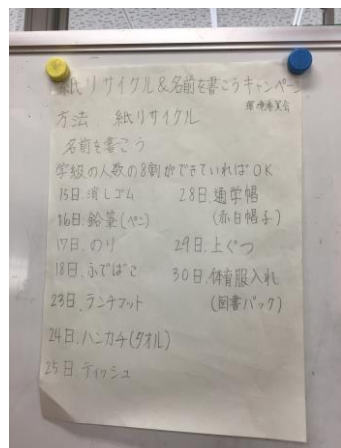 紙リサイクル&名前を書こうキャンペーン
環境委員会
方法 紙リサイクル
名前を書こう
学級の人数の8割ができていればOK
15日.消しゴム
16日.鉛筆(ペン)
17日.のり
18日.ふでばこ
23日.ランチマット
24日.ハンカチ(タオル)
25日.ティッシュ
28日.通学帽
(赤白帽子)
29日.上ぐつ
30日.体育服入れ
(図書バック)